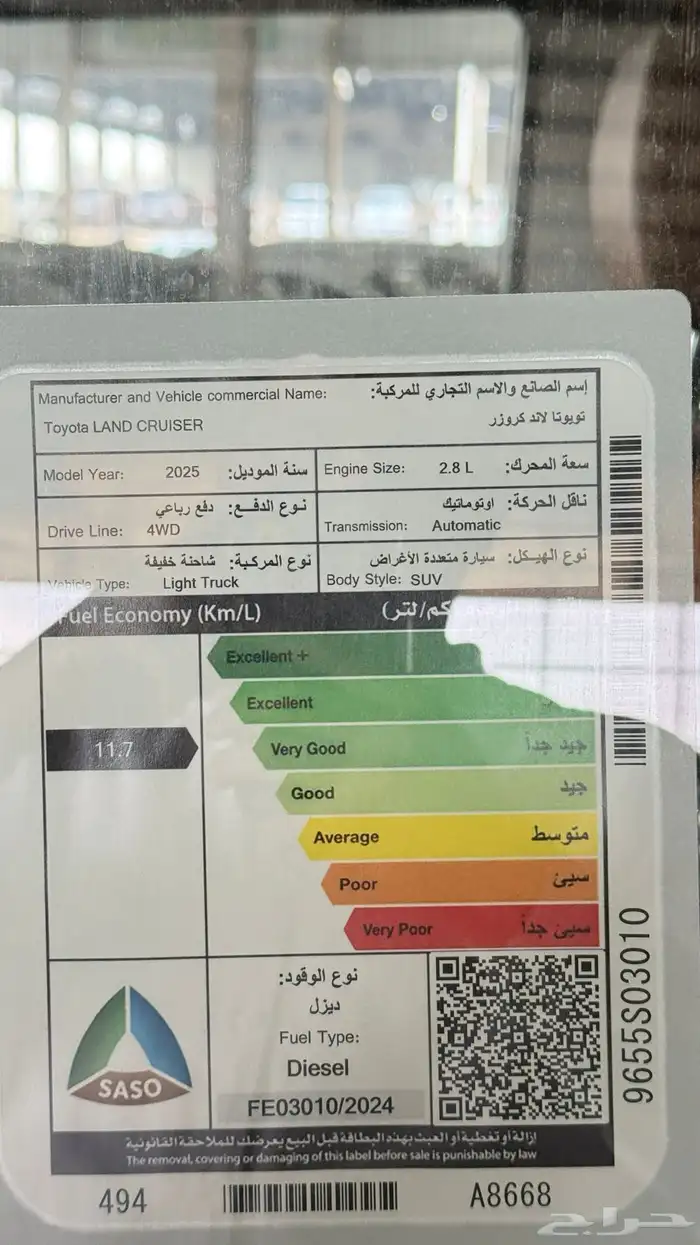 Manufacturer and Vehicle commercial Name: إسم الصانع والاسم التجاري للمركبة:
Toyota LAND CRUISER تويوتا لاند كروزر
Model Year: 2025 سنة الموديل:
Engine Size: 2.8 L سعة المحرك:
نوع الدفع: دفع رباعي
Drive Line: 4WD
ناقل الحركة: اوتوماتيك
Transmission: Automatic
نوع المركبة: شاحنة خفيفة
Vehicle Type: Light Truck
نوع الهيكل: سيارة متعددة الأغراض
Body Style: SUV
Fuel Economy (Km/L) كم/لتر)
Excellent +
Excellent
11.7
Very Good جيد جداً
Good جيد
Average متوسط
Poor سيئ
Very Poor سيئ جداً
SASO
نوع الوقود:
ديزل
Fuel Type:
Diesel
FE03010/2024
إزالة أو تغطية أو العبث بهذه البطاقة قبل البيع يعرضك للملاحقة القانونية
The removal, covering or damaging of this label before sale is punishable by law
494 A8668
9655S03010
حراج